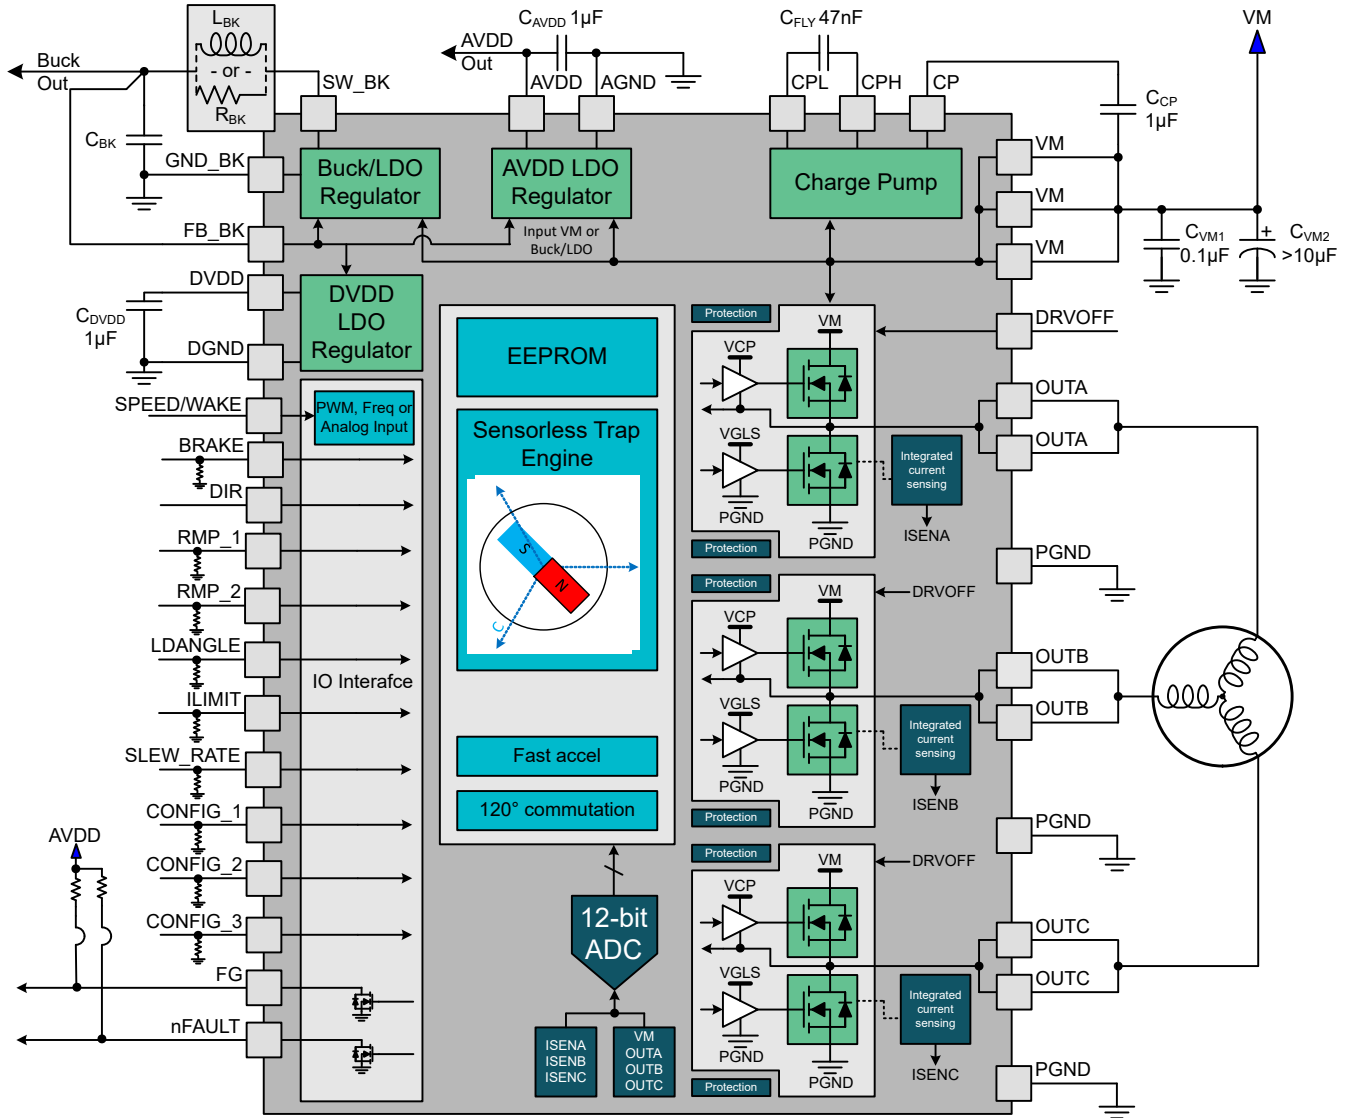 LBK
- or -
RBK
Buck
Out
SW_BK
CBK
GND_BK
FB_BK
CAVDD 1µF
AVDD
Out
AVDD
AGND
CFLY 47nF
CPL
CPH
CP
VM
CCP
1µF
VM
VM
VM
CVM1
0.1µF
+
CVM2
>10µF
Buck/LDO
Regulator
AVDD LDO
Regulator
Charge Pump
Input VM or
Buck/LDO
DVDD
CDVDD
1µF
DGND
DVDD
LDO
Regulator
SPEED/WAKE
PWM, Freq or
Analog Input
BRAKE
DIR
RMP_1
RMP_2
LDANGLE
IO Interafce
ILIMIT
SLEW_RATE
CONFIG_1
CONFIG_2
CONFIG_3
AVDD
FG
nFAULT
EEPROM
Sensorless Trap
Engine
S
N
C
Fast accel
120° commutation
12-bit
ADC
ISENA
ISENB
ISENC
VM
OUTA
OUTB
OUTC
Protection
VM
VCP
VGLS
PGND
PGND
Integrated
current
sensing
ISENA
Protection
DRVOFF
OUTA
OUTA
PGND
Protection
VM
DRVOFF
VCP
VGLS
PGND
PGND
Integrated
current
sensing
ISENB
Protection
OUTB
OUTB
PGND
Protection
VM
DRVOFF
VCP
VGLS
PGND
PGND
Integrated
current
sensing
ISENC
Protection
OUTC
OUTC
PGND